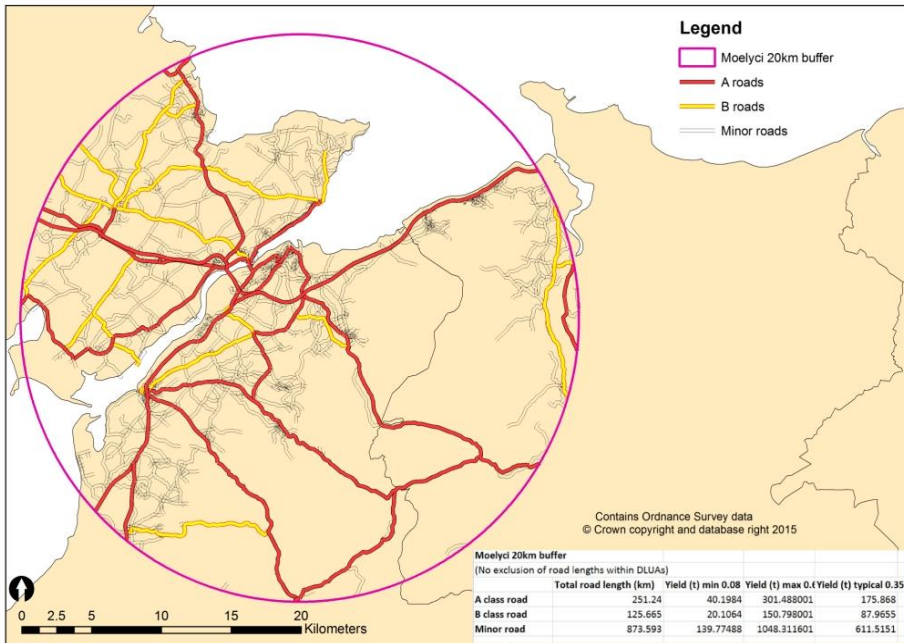 Legend
Moelyci 20km buffer
A roads
B roads
Minor roads
Contains Ordnance Survey data
© Crown copyright and database right 2015
0 2.5 5 10 15 20
Kilometers
Moelyci 20km buffer
(No exclusion of road lengths within DLUAs)
Total road length (km) Yield (t) min 0.08 Yield (t) max 0.6 Yield (t) typical 0.35
A class road 251.24 40.1984 301.488001 175.868
B class road 125.665 20.1064 150.798001 87.9655
Minor road 873.593 139.77488 1048.311601 611.5151